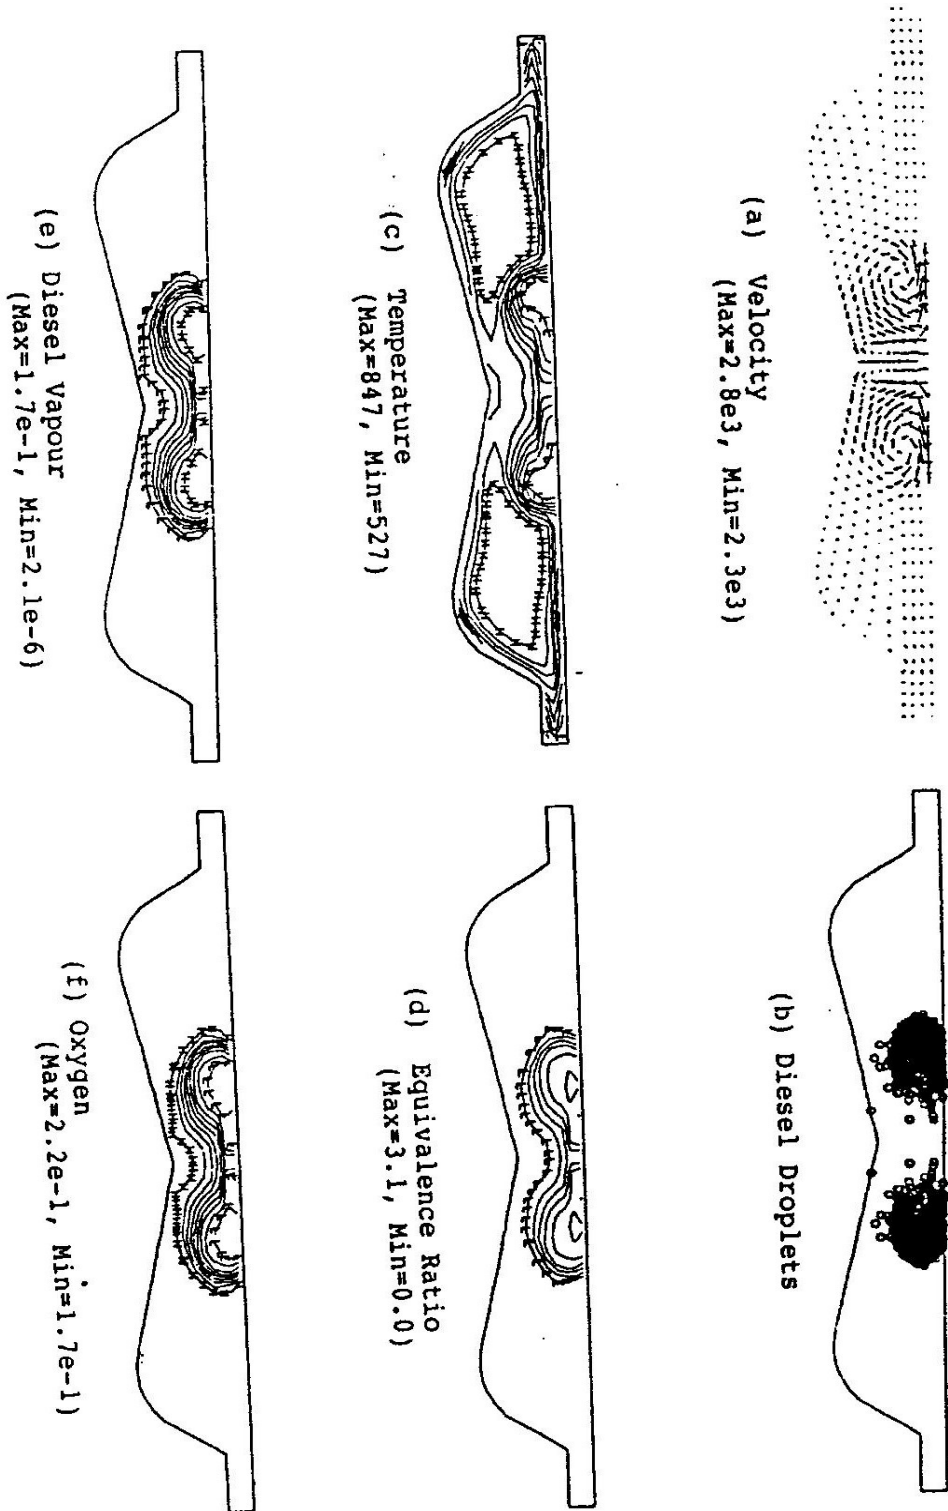 (a) Velocity
(Max=2.8e3, Min=2.3e3)
(b) Diesel Droplets
(c) Temperature
(Max=847, Min=527)
(d) Equivalence Ratio
(Max=3.1, Min=0.0)
(e) Diesel Vapour
(Max=1.7e-1, Min=2.1e-6)
(f) Oxygen
(Max=2.2e-1, Min=1.7e-1)